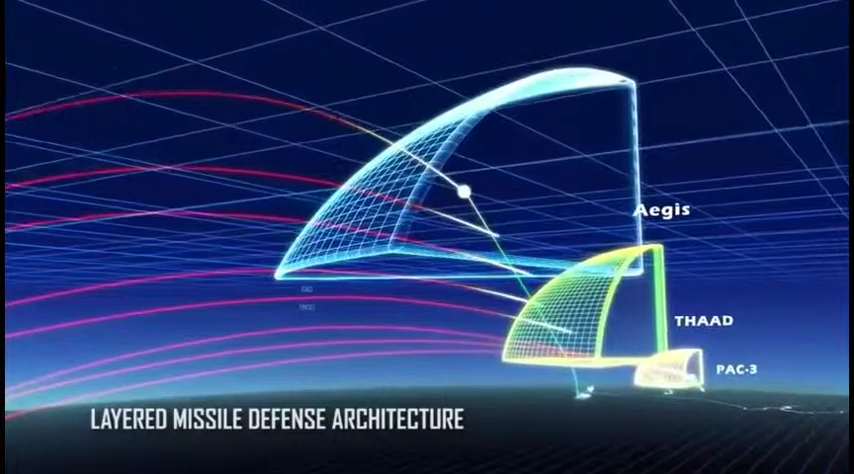 Aegis
THAAD
PAC-3
LAYERED MISSILE DEFENSE ARCHITECTURE